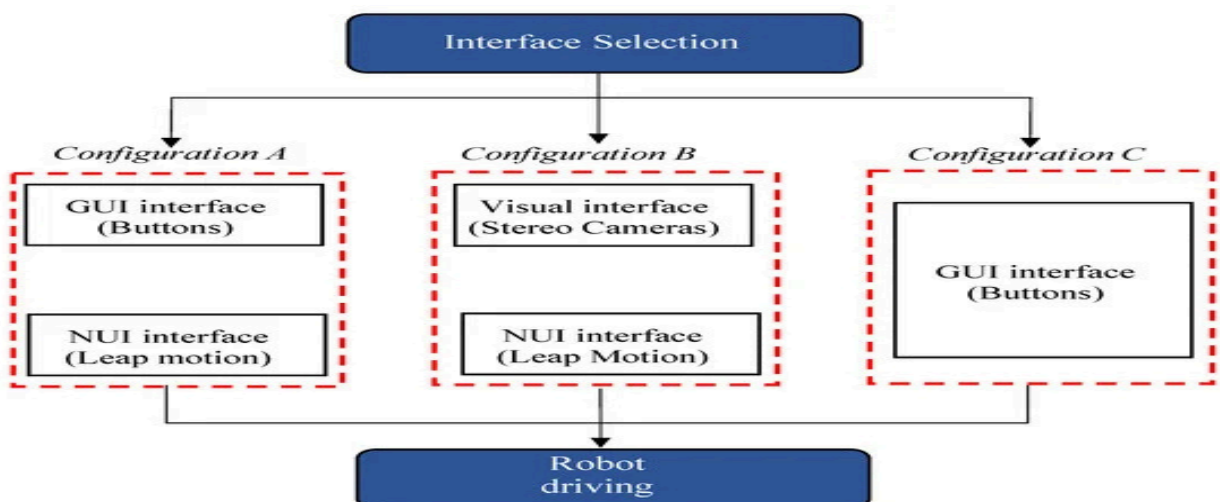 Interface Selection
Configuration A
Configuration B
Configuration C
GUI interface
(Buttons)
NUI interface
(Leap motion)
Visual interface
(Stereo Cameras)
NUI interface
(Leap Motion)
GUI interface
(Buttons)
Robot
driving